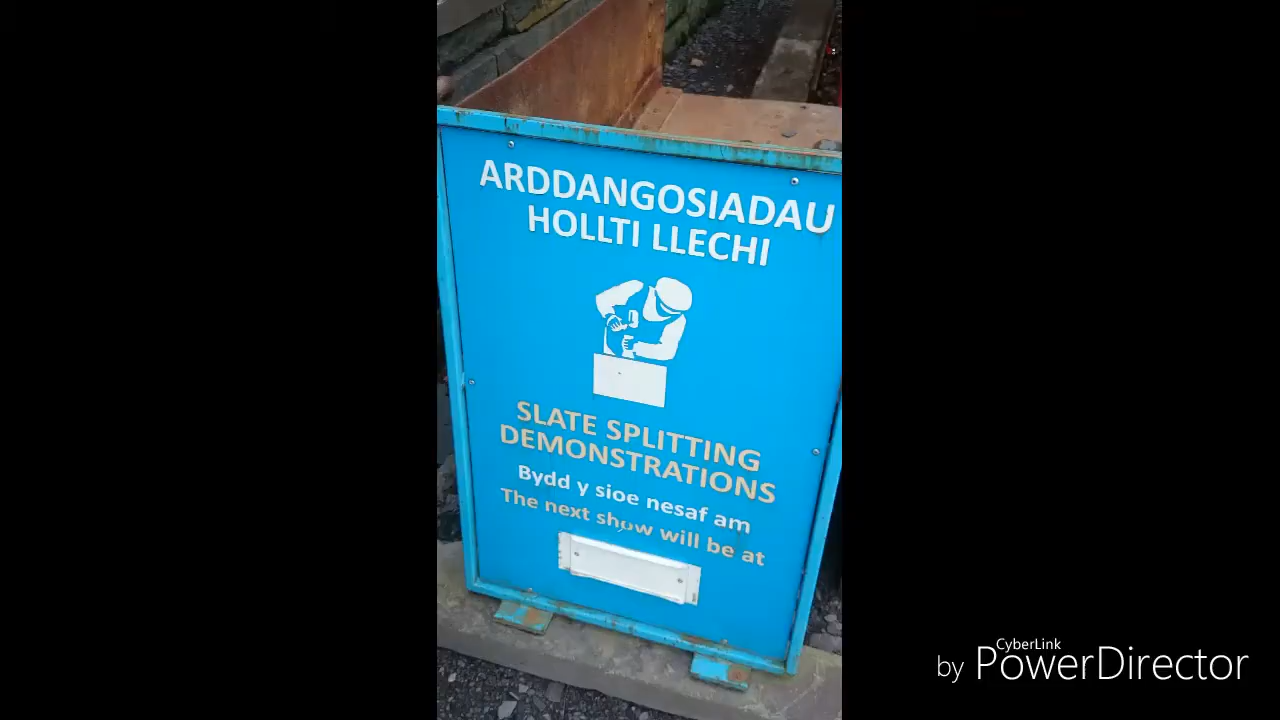 ARDDANGOSIADAU
HOLLTI LLECHI
SLATE SPLITTING
DEMONSTRATIONS
Bydd y sioe nesaf am
The next show will be at
CyberLink
by PowerDirector